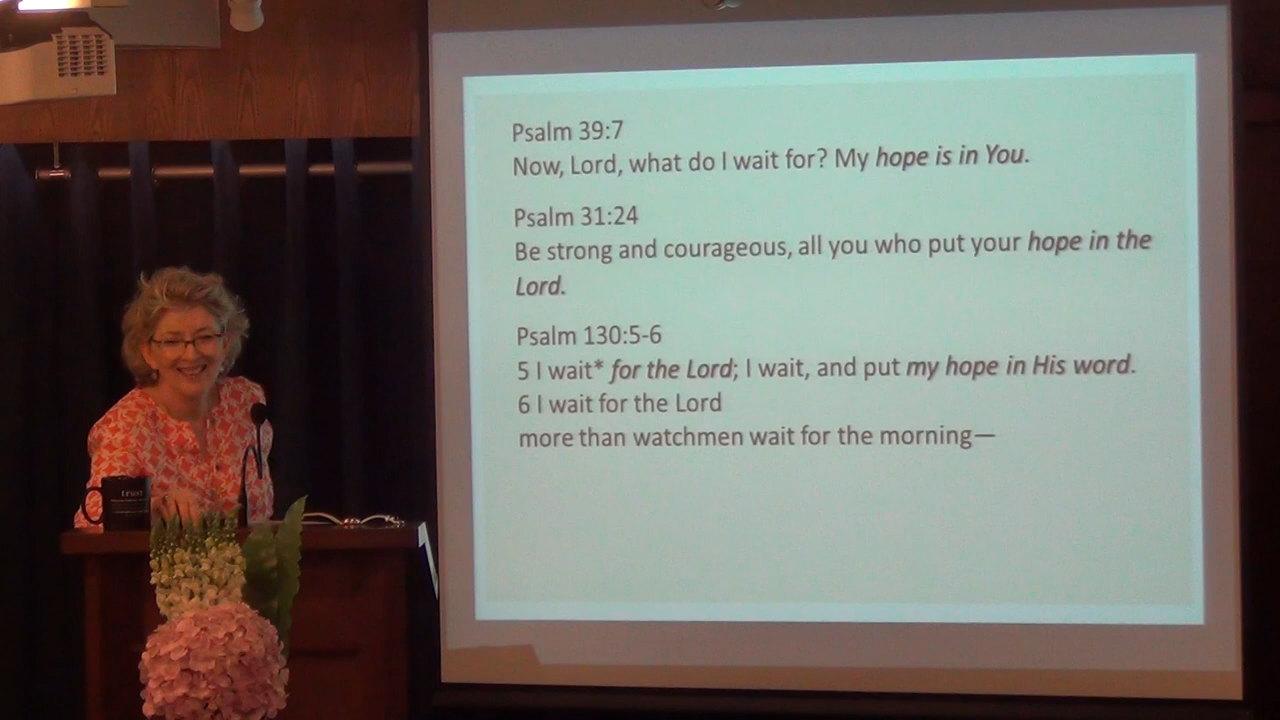 Psalm 39:7
Now, Lord, what do I wait for? My hope is in You.
Psalm 31:24
Be strong and courageous, all you who put your hope in the
Lord.
Psalm 130:5-6
5 I wait* for the Lord; I wait, and put my hope in His word.
6 I wait for the Lord
more than watchmen wait for the morning—
trust